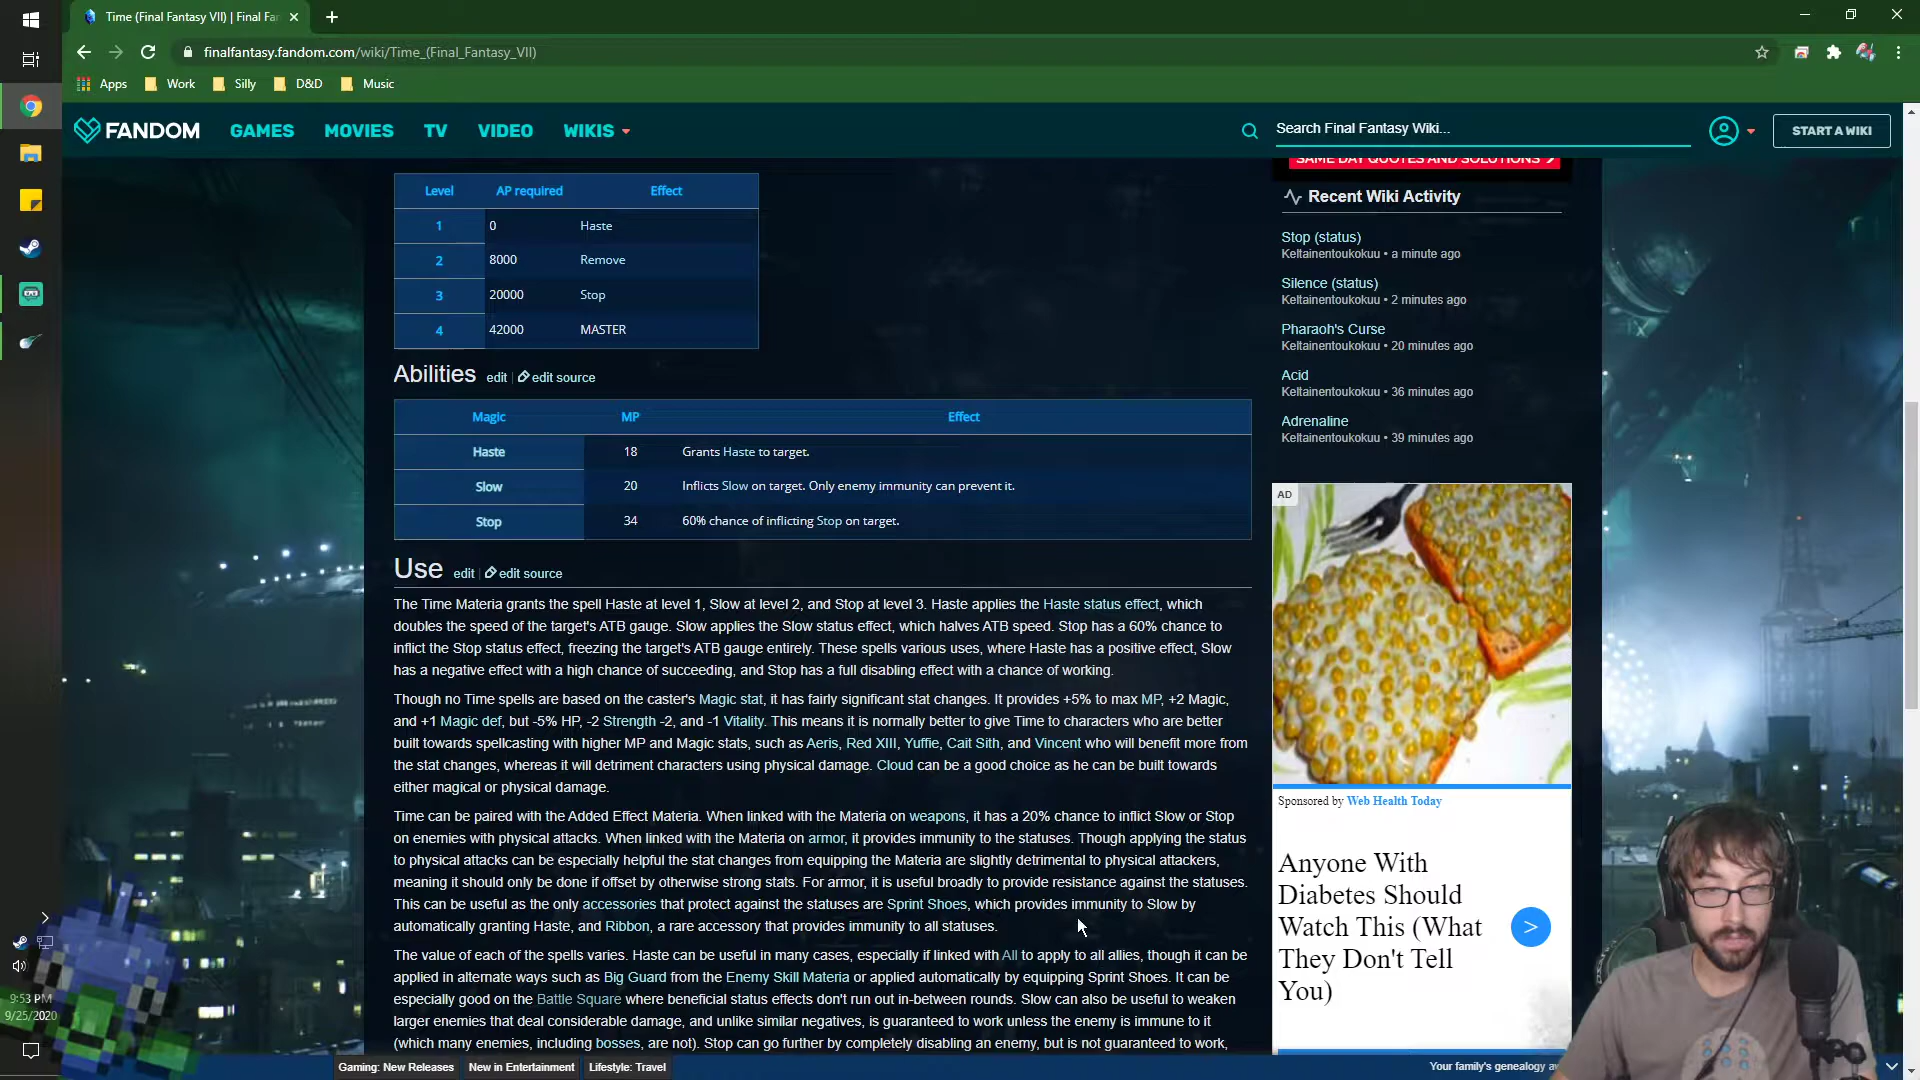 Time (Final Fantasy VII) | Final Fan
finalfantasy.fandom.com/wiki/Time_(Final_Fantasy_VII)
Apps Work Silly D&D Music
FANDOM GAMES MOVIES TV VIDEO WIKIS Search Final Fantasy Wiki... START A WIKI
Level AP required Effect
1 0 Haste
2 8000 Remove
3 20000 Stop
4 42000 MASTER
Abilities edit | edit source
Magic MP Effect
Haste 18 Grants Haste to target.
Slow 20 Inflicts Slow on target. Only enemy immunity can prevent it.
Stop 34 60% chance of inflicting Stop on target.
Use edit | edit source
The Time Materia grants the spell Haste at level 1, Slow at level 2, and Stop at level 3. Haste applies the Haste status effect, which
doubles the speed of the target's ATB gauge. Slow applies the Slow status effect, which halves ATB speed. Stop has a 60% chance to
inflict the Stop status effect, freezing the target's ATB gauge entirely. These spells various uses, where Haste has a positive effect, Slow
has a negative effect with a high chance of succeeding, and Stop has a full disabling effect with a chance of working.
Though no Time spells are based on the caster's Magic stat, it has fairly significant stat changes. It provides +5% to max MP, +2 Magic,
and +1 Magic def, but -5% HP, -2 Strength -2, and -1 Vitality. This means it is normally better to give Time to characters who are better
built towards spellcasting with higher MP and Magic stats, such as Aeris, Red XIII, Yuffie, Cait Sith, and Vincent who will benefit more from
the stat changes, whereas it will detriment characters using physical damage. Cloud can be a good choice as he can be built towards
either magical or physical damage.
Time can be paired with the Added Effect Materia. When linked with the Materia on weapons, it has a 20% chance to inflict Slow or Stop
on enemies with physical attacks. When linked with the Materia on armor, it provides immunity to the statuses. Though applying the status
to physical attacks can be especially helpful the stat changes from equipping the Materia are slightly detrimental to physical attackers,
meaning it should only be done if offset by otherwise strong stats. For armor, it is useful broadly to provide resistance against the statuses.
This can be useful as the only accessories that protect against the statuses are Sprint Shoes, which provides immunity to Slow by
automatically granting Haste, and Ribbon, a rare accessory that provides immunity to all statuses.
The value of each of the spells varies. Haste can be useful in many cases, especially if linked with All to apply to all allies, though it can be
applied in alternate ways such as Big Guard from the Enemy Skill Materia or applied automatically by equipping Sprint Shoes. It can be
especially good on the Battle Square where beneficial status effects don't run out in-between rounds. Slow can also be useful to weaken
larger enemies that deal considerable damage, and unlike similar negatives, is guaranteed to work unless the enemy is immune to it
(which many enemies, including bosses, are not). Stop can go further by completely disabling an enemy, but is not guaranteed to work,
SAME DAY QUOTES AND SOLUTIONS
Recent Wiki Activity
Stop (status)
Keltainentoukokuu • a minute ago
Silence (status)
Keltainentoukokuu • 2 minutes ago
Pharaoh's Curse
Keltainentoukokuu • 20 minutes ago
Acid
Keltainentoukokuu • 36 minutes ago
Adrenaline
Keltainentoukokuu • 39 minutes ago
AD
Sponsored by Web Health Today
Anyone With
Diabetes Should
Watch This (What
They Don't Tell
You)
9:53 PM
9/25/2020
Gaming: New Releases New in Entertainment Lifestyle: Travel
Your family's genealogy